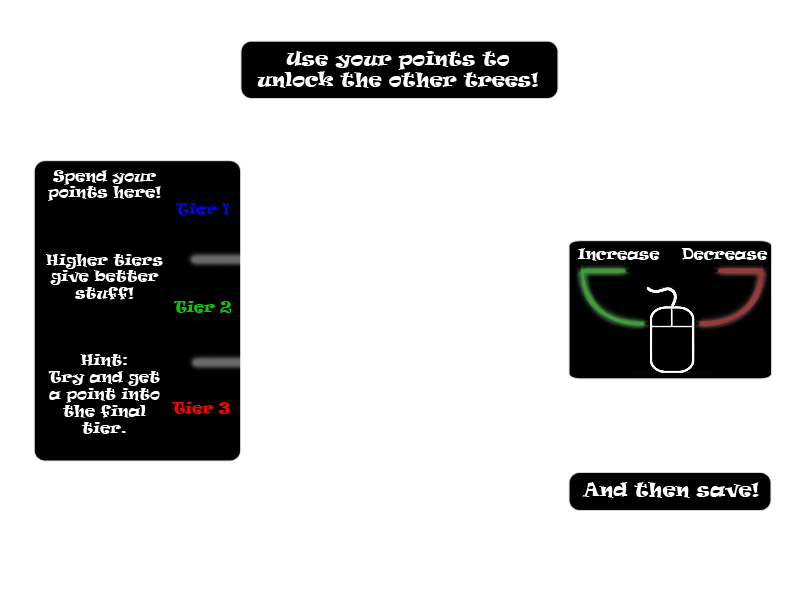 Use your points to
unlock the other trees!
Spend your
points here!
Tier 1
Higher tiers
give better
stuff!
Tier 2
Hint:
Try and get
a point into
the final
tier.
Tier 3
Increase
Decrease
And then save!